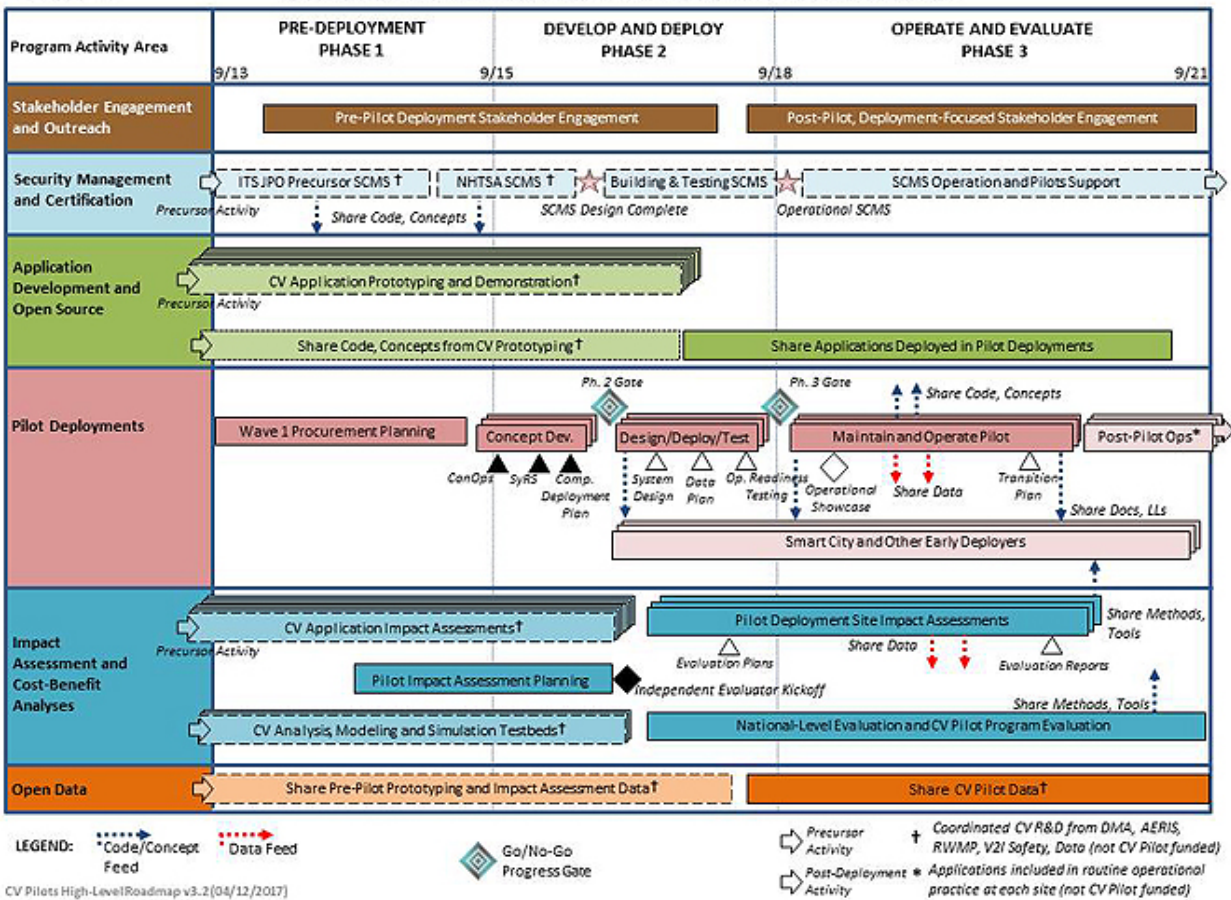 Program Activity Area
PRE-DEPLOYMENT
PHASE 1
DEVELOP AND DEPLOY
PHASE 2
OPERATE AND EVALUATE
PHASE 3
9/13
9/15
9/18
9/21
Stakeholder Engagement
and Outreach
Pre-Pilot Deployment Stakeholder Engagement
Post-Pilot, Deployment-Focused Stakeholder Engagement
Security Management
and Certification
ITS JPO Precursor SCMS †
NHTSA SCMS †
Building & Testing SCMS
SCMS Operation and Pilots Support
Precursor Activity
Share Code, Concepts
SCMS Design Complete
Operational SCMS
Application
Development and
Open Source
CV Application Prototyping and Demonstration†
Precursor Activity
Share Code, Concepts from CV Prototyping†
Share Applications Deployed in Pilot Deployments
Pilot Deployments
Ph. 2 Gate
Ph. 3 Gate
Share Code, Concepts
Wave 1 Procurement Planning
Concept Dev.
Design/Deploy/Test
Maintain and Operate Pilot
Post-Pilot Ops*
ConOps
SyRS
Comp.
Deployment
Plan
System
Design
Data
Plan
Op. Readiness
Testing
Operational
Showcase
Share Data
Transition
Plan
Share Docs, LLs
Smart City and Other Early Deployers
Impact
Assessment and
Cost-Benefit
Analyses
CV Application Impact Assessments†
Precursor Activity
Pilot Deployment Site Impact Assessments
Share Methods,
Tools
Evaluation Plans
Share Data
Evaluation Reports
Pilot Impact Assessment Planning
Independent Evaluator Kickoff
Share Methods, Tools
CV Analysis, Modeling and Simulation Testbeds†
National-Level Evaluation and CV Pilot Program Evaluation
Open Data
Share Pre-Pilot Prototyping and Impact Assessment Data†
Share CV Pilot Data†
LEGEND:
Code/Concept
Feed
Data Feed
Go/No-Go
Progress Gate
Precursor
Activity
† Coordinated CV R&D from DMA, AERIS,
RWMP, V2I Safety, Data (not CV Pilot funded)
Post-Deployment
Activity
* Applications included in routine operational
practice at each site (not CV Pilot funded)
CV Pilots High-Level Roadmap v3.2 (04/12/2017)